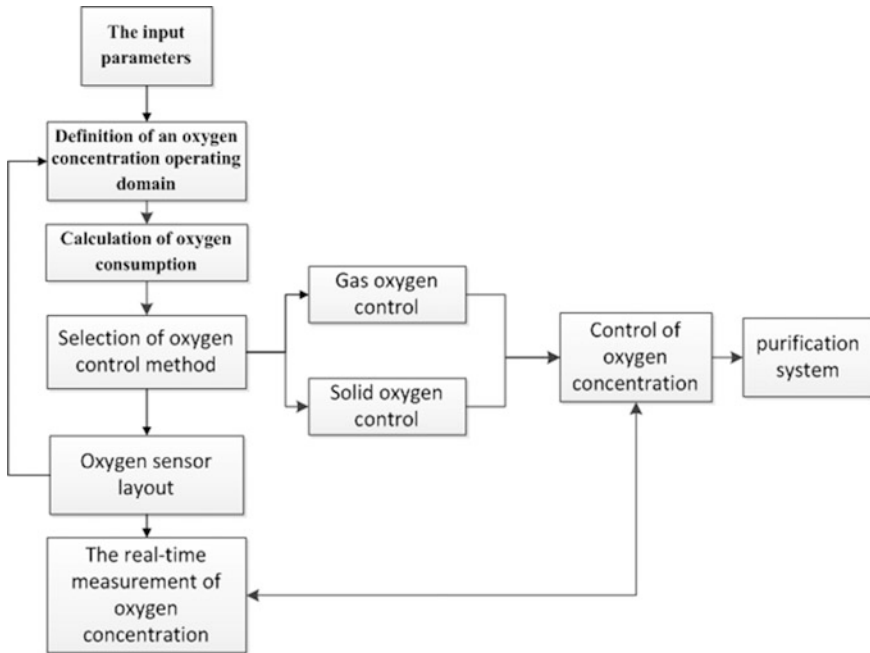 The input
parameters
Definition of an oxygen
concentration operating
domain
Calculation of oxygen
consumption
Selection of oxygen
control method
Gas oxygen
control
Solid oxygen
control
Control of
oxygen
concentration
purification
system
Oxygen sensor
layout
The real-time
measurement of
oxygen
concentration